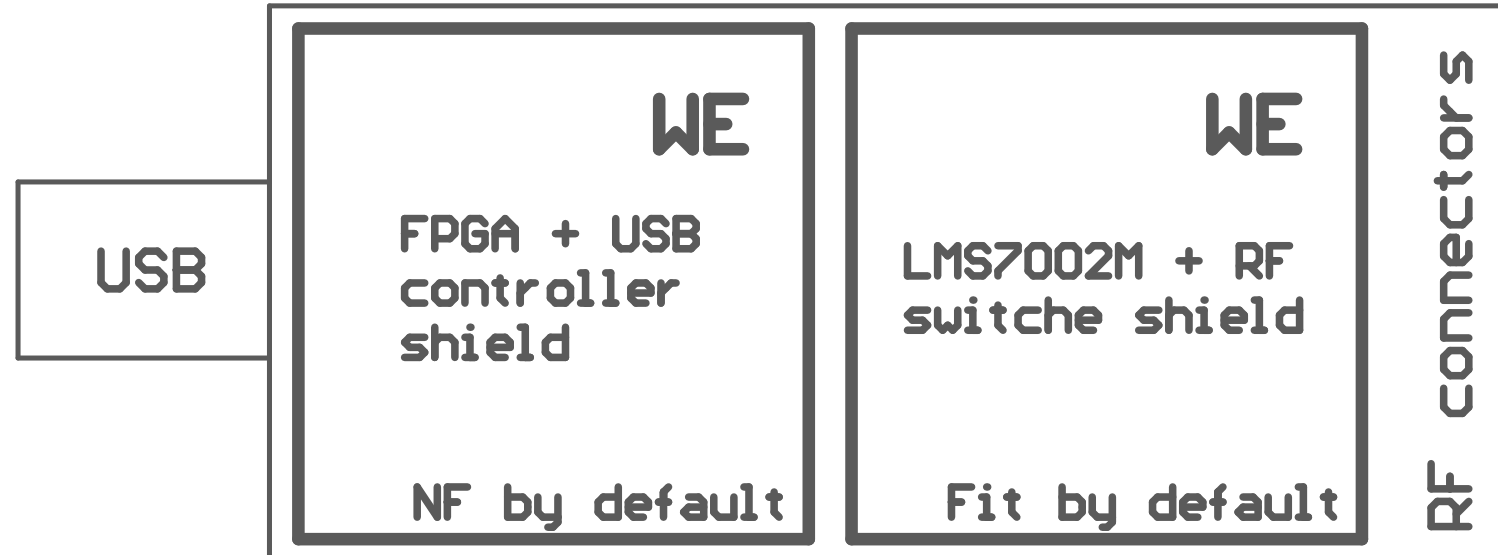 USB
WE
FPGA + USB
controller
shield
NF by default
WE
LMS7002M + RF
switche shield
Fit by default
RF connectors